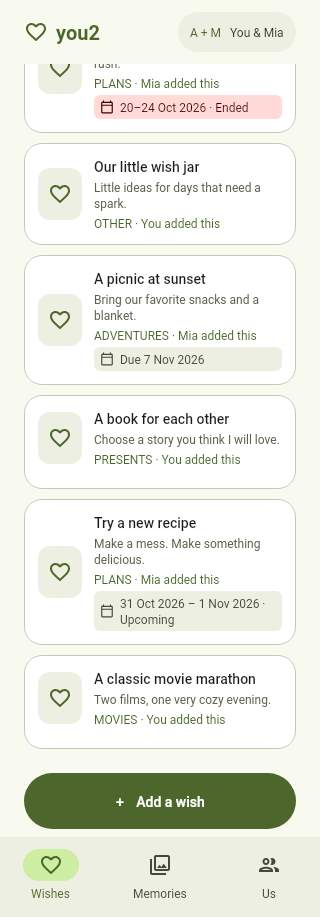 you2
A + M You & Mia
rush.
PLANS · Mia added this
20–24 Oct 2026 · Ended
Our little wish jar
Little ideas for days that need a
spark.
OTHER · You added this
A picnic at sunset
Bring our favorite snacks and a
blanket.
ADVENTURES · Mia added this
Due 7 Nov 2026
A book for each other
Choose a story you think I will love.
PRESENTS · You added this
Try a new recipe
Make a mess. Make something
delicious.
PLANS · Mia added this
31 Oct 2026 – 1 Nov 2026 ·
Upcoming
A classic movie marathon
Two films, one very cozy evening.
MOVIES · You added this
+ Add a wish
Wishes Memories Us